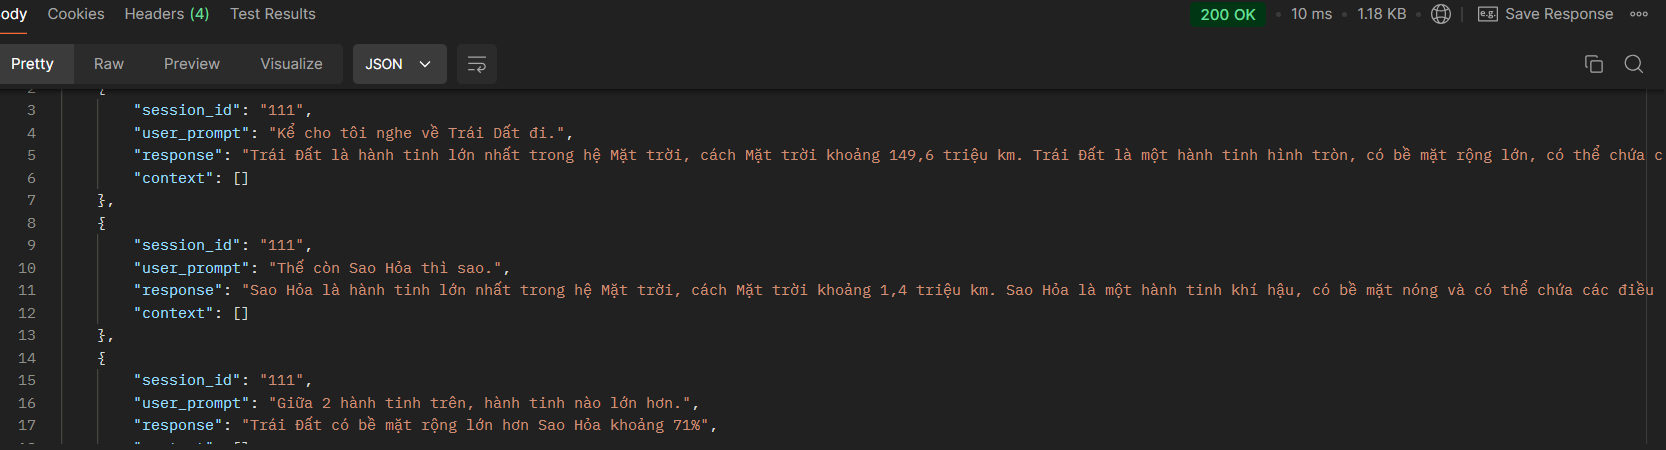 ody Cookies Headers (4) Test Results 200 OK 10 ms 1.18 KB e.g. Save Response
Pretty Raw Preview Visualize JSON
2 {
3 "session_id": "111",
4 "user_prompt": "Kể cho tôi nghe về Trái Dất đi.",
5 "response": "Trái Đất là hành tinh lớn nhất trong hệ Mặt trời, cách Mặt trời khoảng 149,6 triệu km. Trái Đất là một hành tinh hình tròn, có bề mặt rộng lớn, có thể chứa c
6 "context": []
7 },
8 {
9 "session_id": "111",
10 "user_prompt": "Thế còn Sao Hỏa thì sao.",
11 "response": "Sao Hỏa là hành tinh lớn nhất trong hệ Mặt trời, cách Mặt trời khoảng 1,4 triệu km. Sao Hỏa là một hành tinh khí hậu, có bề mặt nóng và có thể chứa các điều
12 "context": []
13 },
14 {
15 "session_id": "111",
16 "user_prompt": "Giữa 2 hành tinh trên, hành tinh nào lớn hơn.",
17 "response": "Trái Đất có bề mặt rộng lớn hơn Sao Hỏa khoảng 71%",